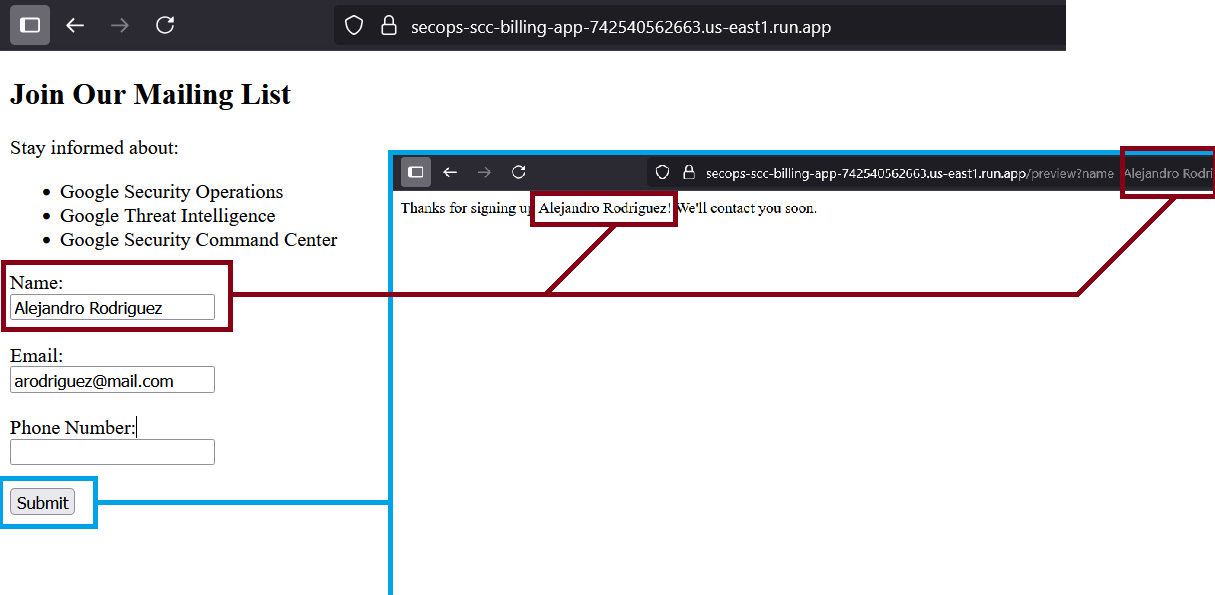 secops-scc-billing-app-742540562663.us-east1.run.app
Join Our Mailing List
Stay informed about:
Google Security Operations
Google Threat Intelligence
Google Security Command Center
Name:
Alejandro Rodriguez
Email:
arodriguez@mail.com
Phone Number:
Submit
secops-scc-billing-app-742540562663.us-east1.run.app/preview?name Alejandro Rodri
Thanks for signing up Alejandro Rodriguez! We'll contact you soon.